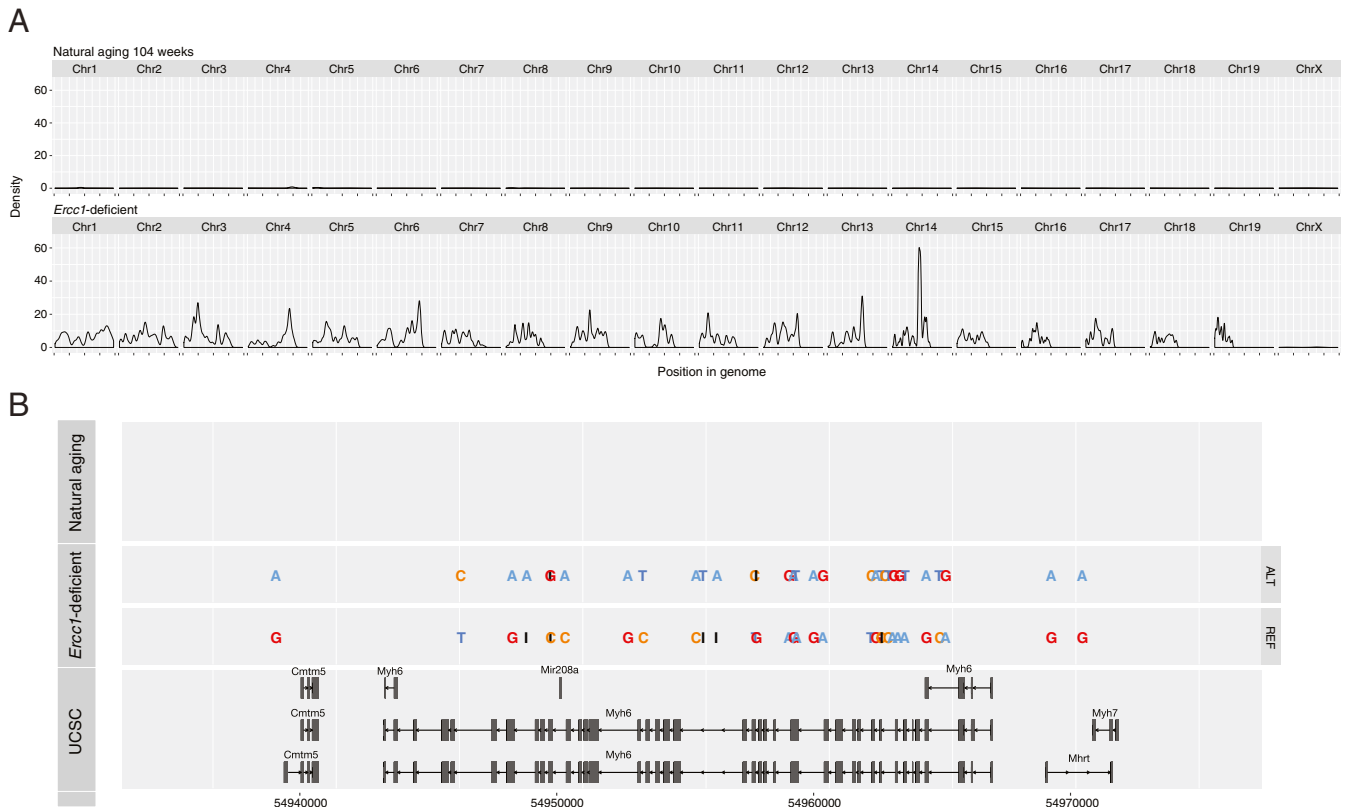 A
Natural aging 104 weeks
Chr1 Chr2 Chr3 Chr4 Chr5 Chr6 Chr7 Chr8 Chr9 Chr10 Chr11 Chr12 Chr13 Chr14 Chr15 Chr16 Chr17 Chr18 Chr19 ChrX
60
40
20
0
Density
Ercc1-deficient
Chr1 Chr2 Chr3 Chr4 Chr5 Chr6 Chr7 Chr8 Chr9 Chr10 Chr11 Chr12 Chr13 Chr14 Chr15 Chr16 Chr17 Chr18 Chr19 ChrX
60
40
20
0
Position in genome
B
Natural aging
Ercc1-deficient
A C A A G A A T A T A C A G A T A G
ALT
G T G I C C G C C I I G G A
REF
UCSC
Cmtm5 Myh6 Mir208a Myh6
Cmtm5 Myh6 Myh7
Cmtm5 Myh6 Mhrt
54940000 54950000 54960000 54970000